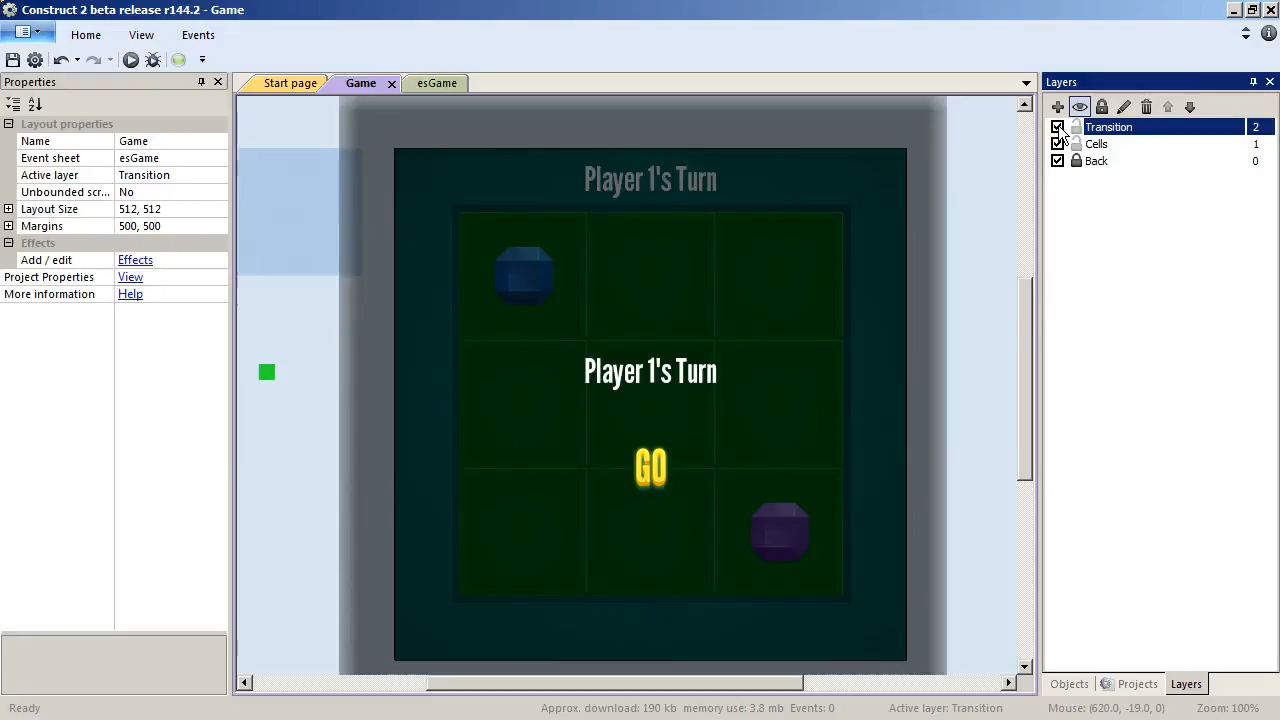 Construct 2 beta release r144.2 - Game
Home View Events
Properties
Start page Game esGame
Layers
Layout properties
Name Game
Event sheet esGame
Active layer Transition
Unbounded scr... No
Layout Size 512, 512
Margins 500, 500
Effects
Add / edit Effects
Project Properties View
More information Help
Player 1's Turn
Player 1's Turn
GO
Transition 2
Cells 1
Back 0
Objects Projects Layers
Ready Approx. download: 190 kb memory use: 3.8 mb Events: 0 Active layer: Transition Mouse: (620.0, -19.0, 0) Zoom: 100%